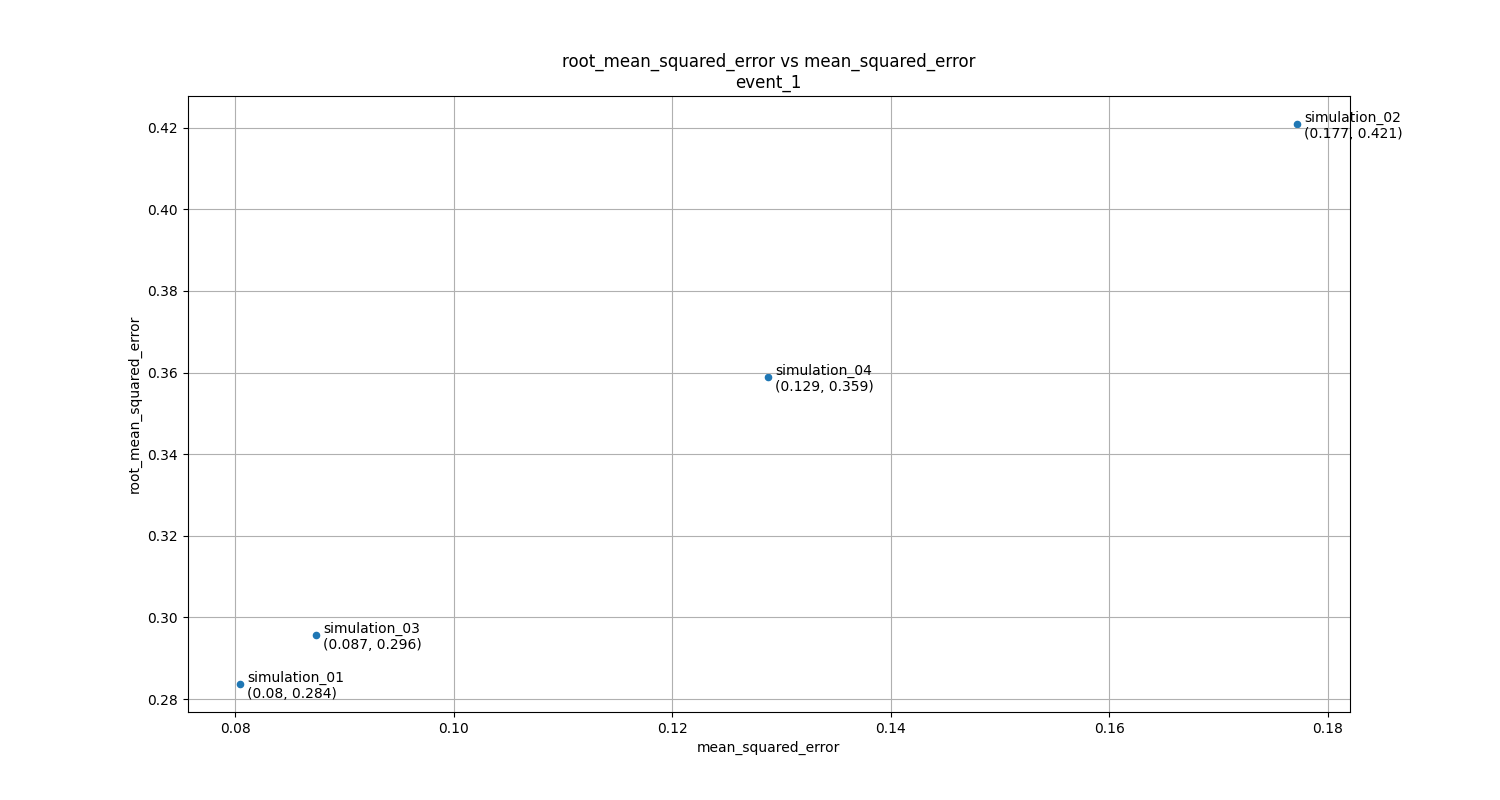 root_mean_squared_error vs mean_squared_error
event_1
root_mean_squared_error
0.42
0.40
0.38
0.36
0.34
0.32
0.30
0.28
simulation_02
(0.177, 0.421)
simulation_04
(0.129, 0.359)
simulation_03
(0.087, 0.296)
simulation_01
(0.08, 0.284)
0.08 0.10 0.12 0.14 0.16 0.18
mean_squared_error